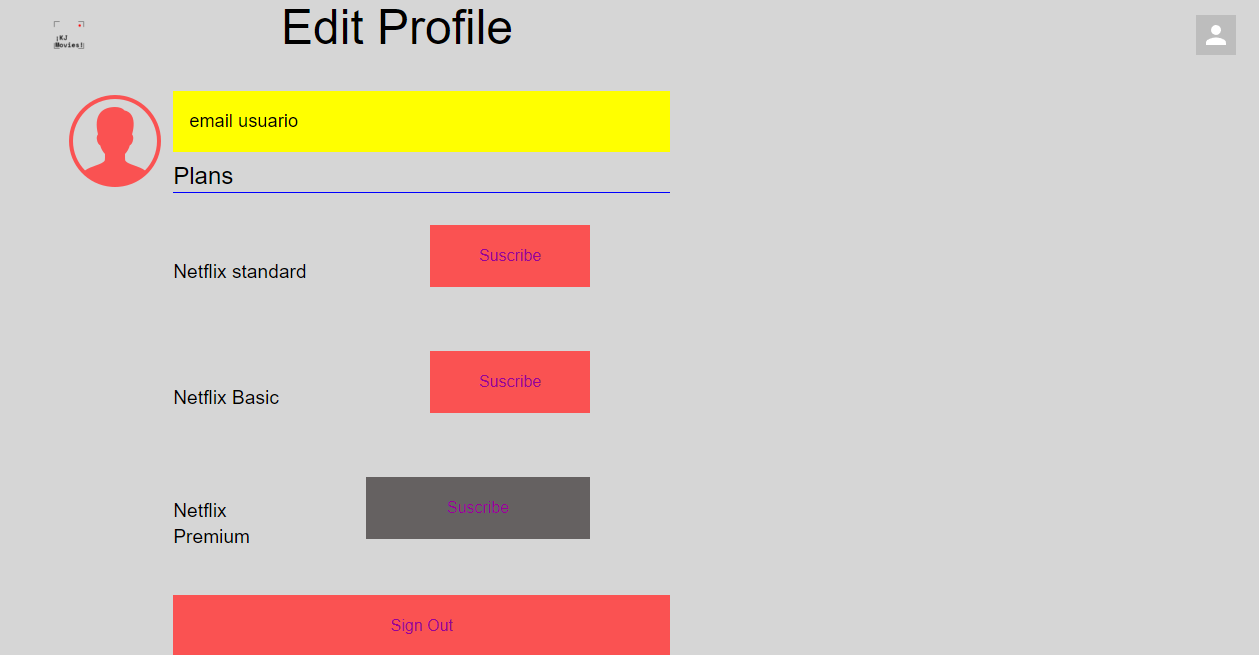 KJ
Movies!
Edit Profile
email usuario
Plans
Netflix standard
Suscribe
Netflix Basic
Suscribe
Netflix
Premium
Suscribe
Sign Out